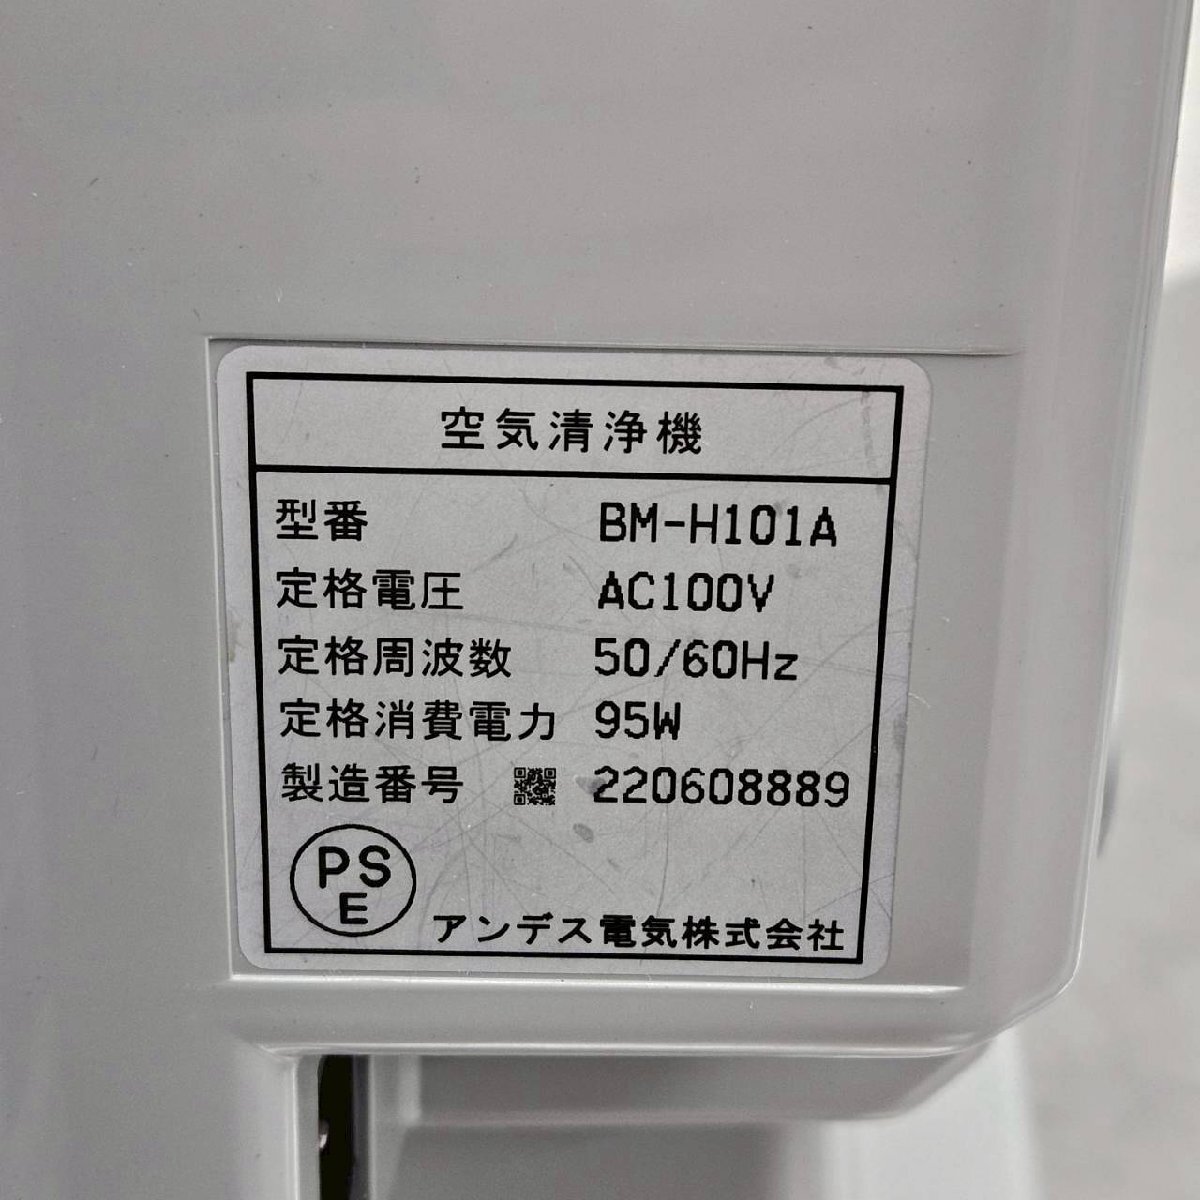 空気清浄機
型番 BM-H101A
定格電圧 AC100V
定格周波数 50/60Hz
定格消費電力 95W
製造番号 220608889
PS
E
アンデス電気株式会社